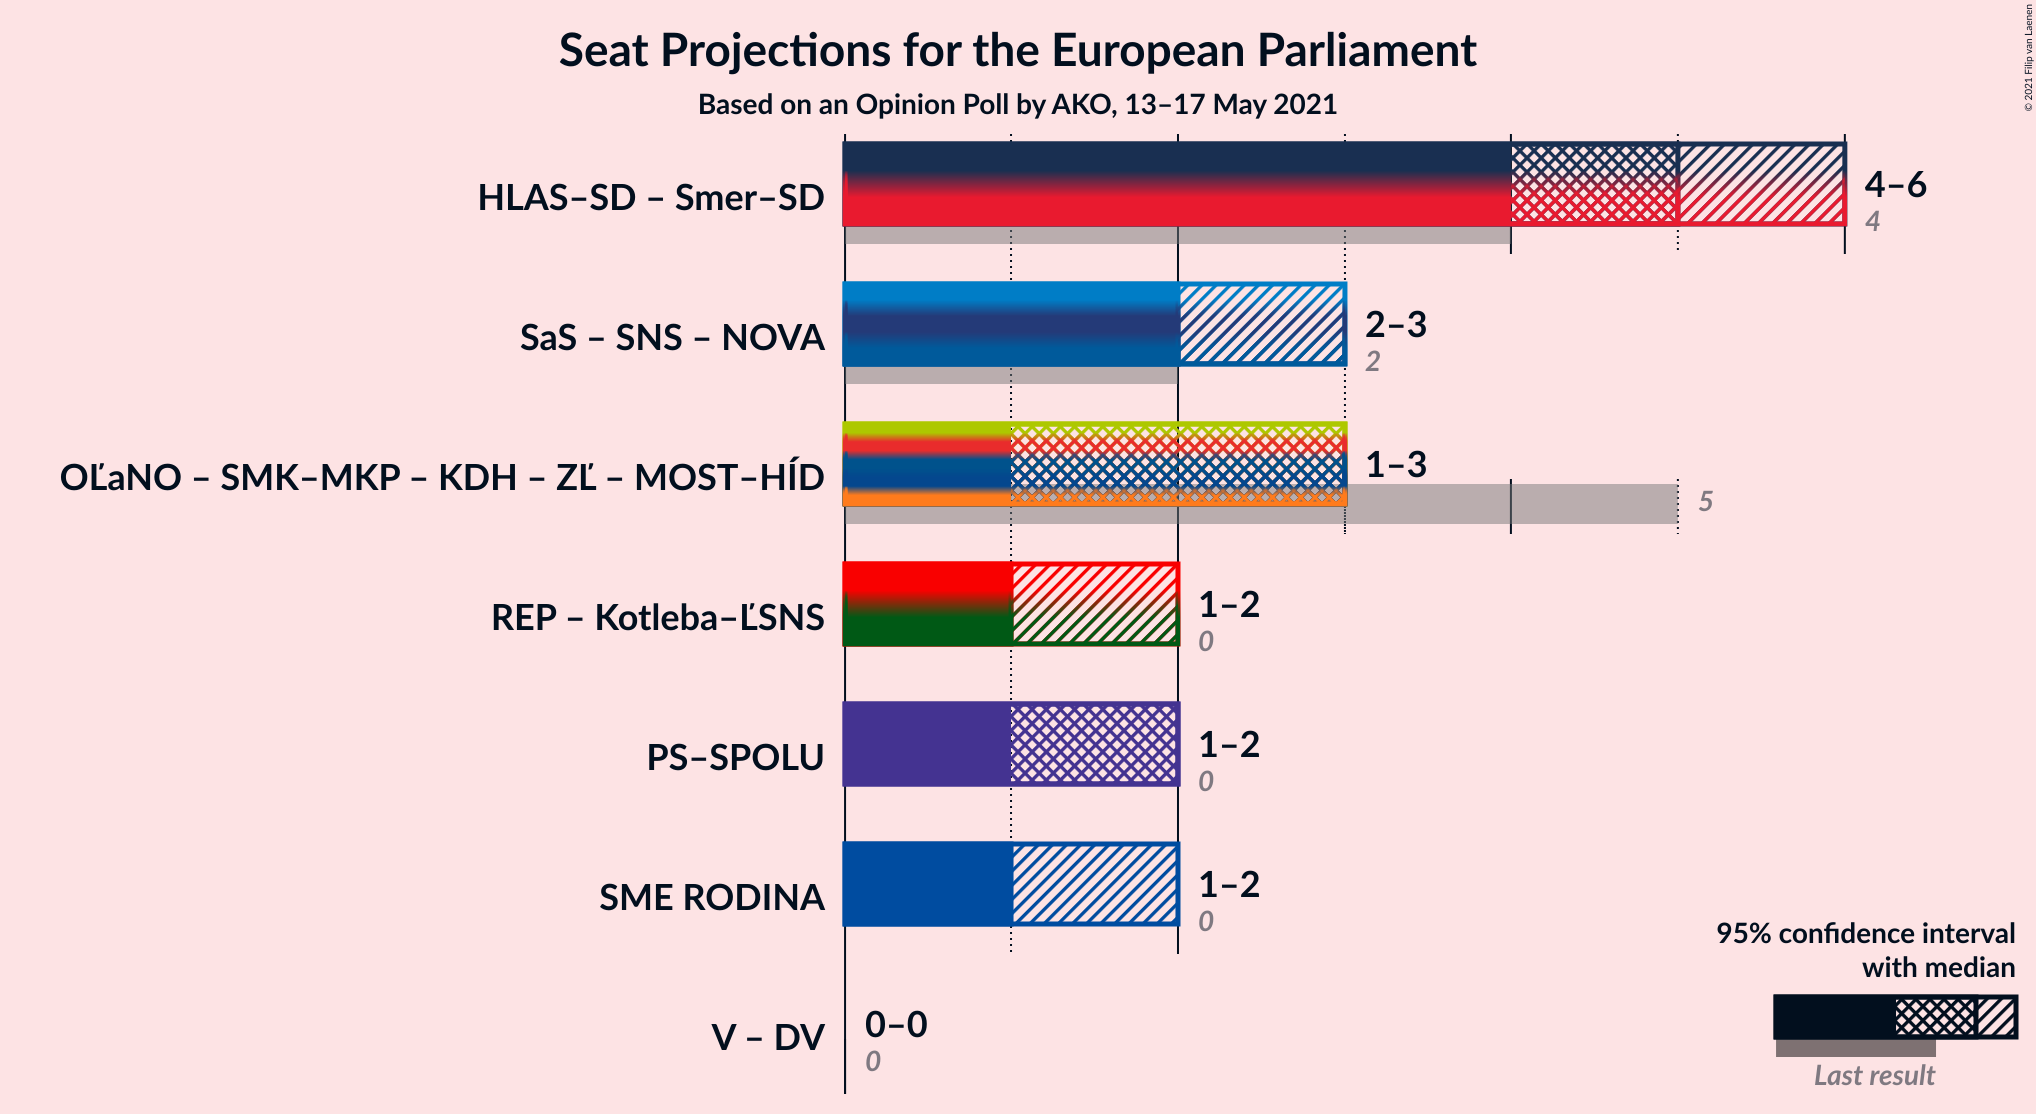 Seat Projections for the European Parliament
Based on an Opinion Poll by AKO, 13–17 May 2021
© 2021 Filip van Laenen
HLAS–SD – Smer–SD
4–6
4
SaS – SNS – NOVA
2–3
2
OĽaNO – SMK–MKP – KDH – ZĽ – MOST–HÍD
1–3
5
REP – Kotleba–ĽSNS
1–2
0
PS–SPOLU
1–2
0
SME RODINA
1–2
0
V – DV
0–0
0
95% confidence interval
with median
Last result